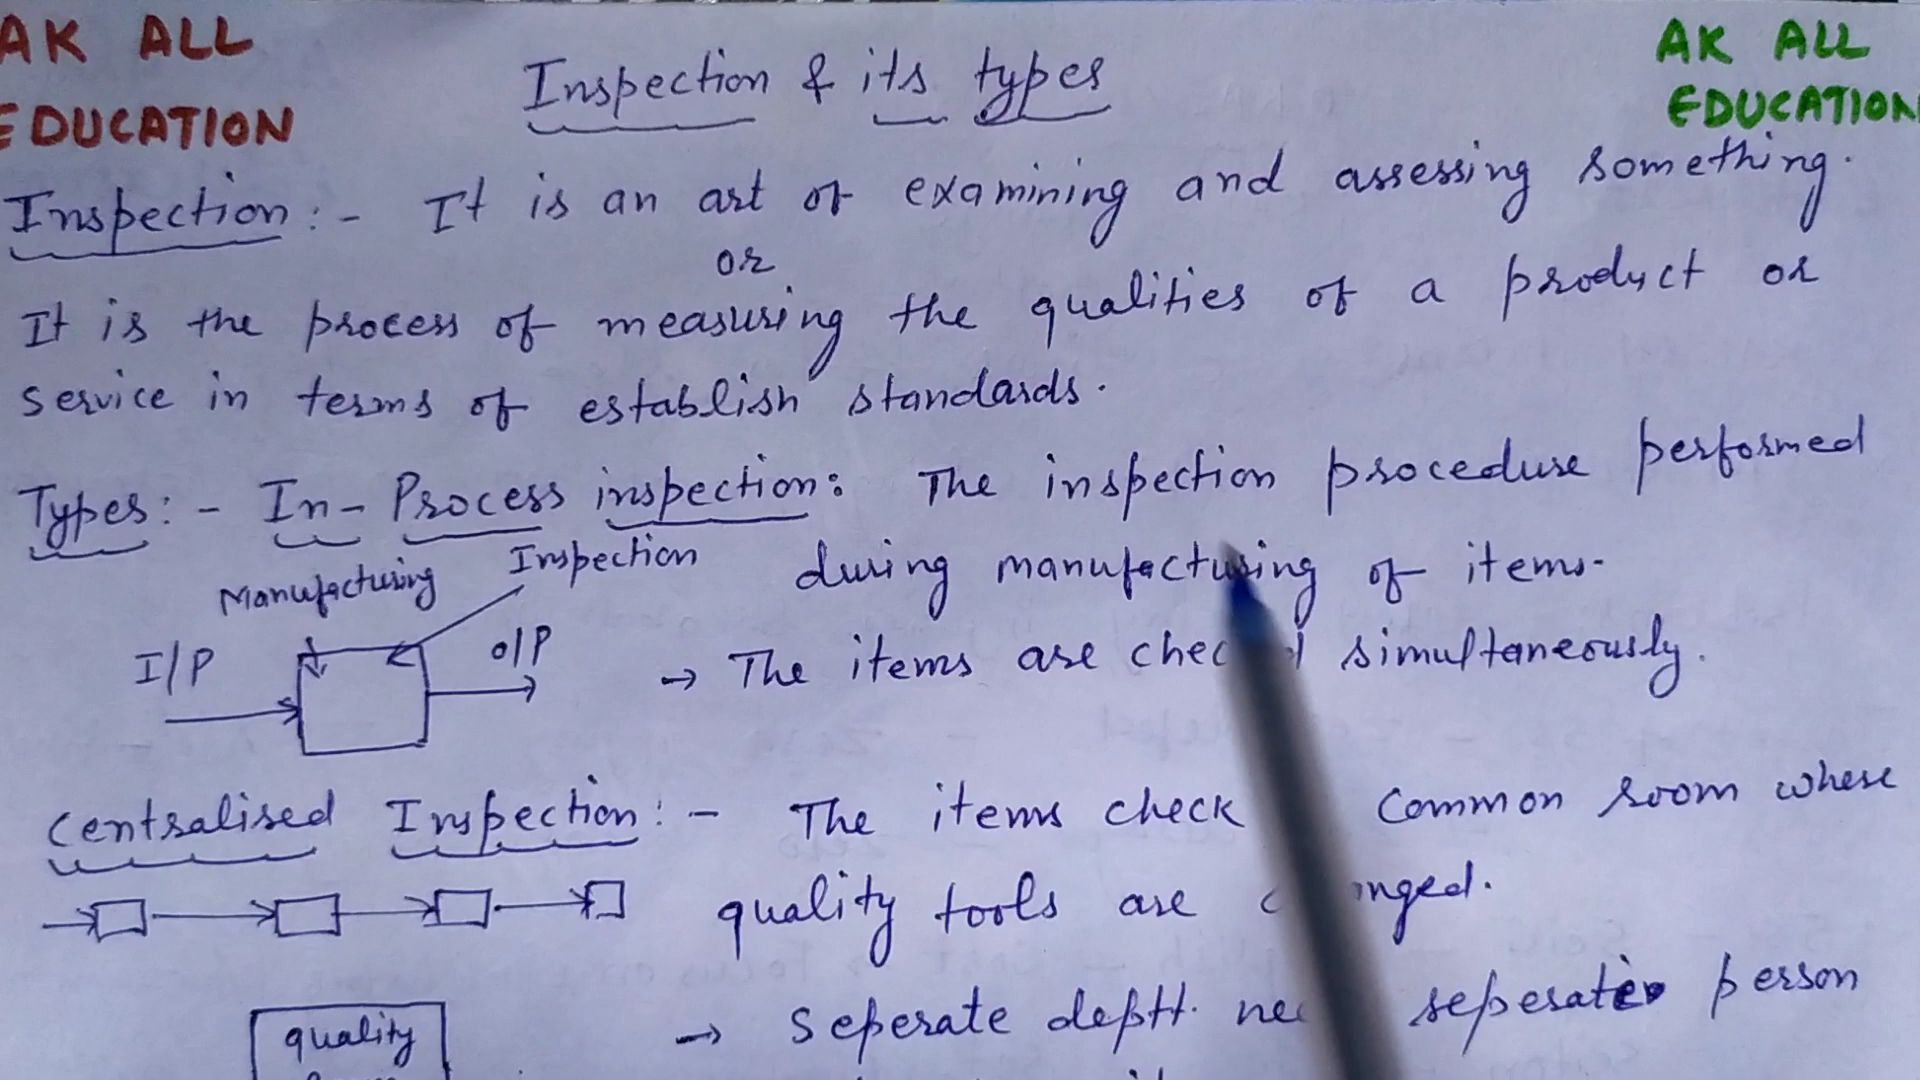 AK ALL
EDUCATION
Inspection & its types
AK ALL
EDUCATION
Inspection :- It is an art of examining and assessing something.
or
It is the process of measuring the qualities of a product or
service in terms of establish standards.
Types :- In-Process inspection: The inspection procedure performed
during manufacturing of items.
→ The items are simultaneously.
Manufacturing Inspection
I/P
O/P
Centralised Inspection :- The items check common room where
quality tools are
→ Seperate deptt. seperate person
quality